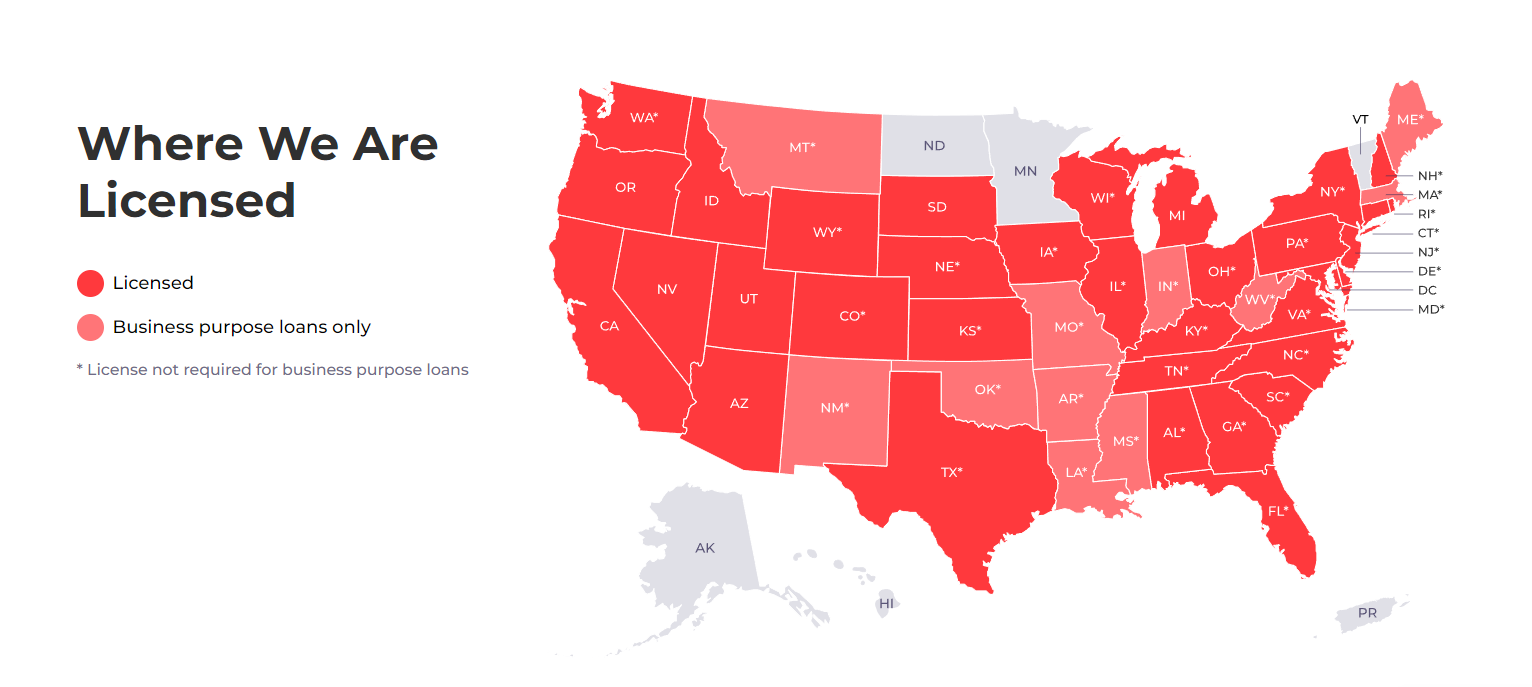 Where We Are
Licensed
Licensed
Business purpose loans only
* License not required for business purpose loans
WA*
MT*
ND
MN
VT
ME*
OR
ID
SD
WI*
MI
NY*
NH*
MA*
RI*
CT*
NJ*
DE*
DC
MD*
WY*
IA*
PA*
NE*
OH*
IL*
IN*
NV
UT
CO*
WV*
VA*
CA
KS*
MO*
KY*
NC*
TN*
AZ
NM*
OK*
AR*
SC*
MS*
AL*
GA*
TX*
LA*
FL*
AK
HI
PR